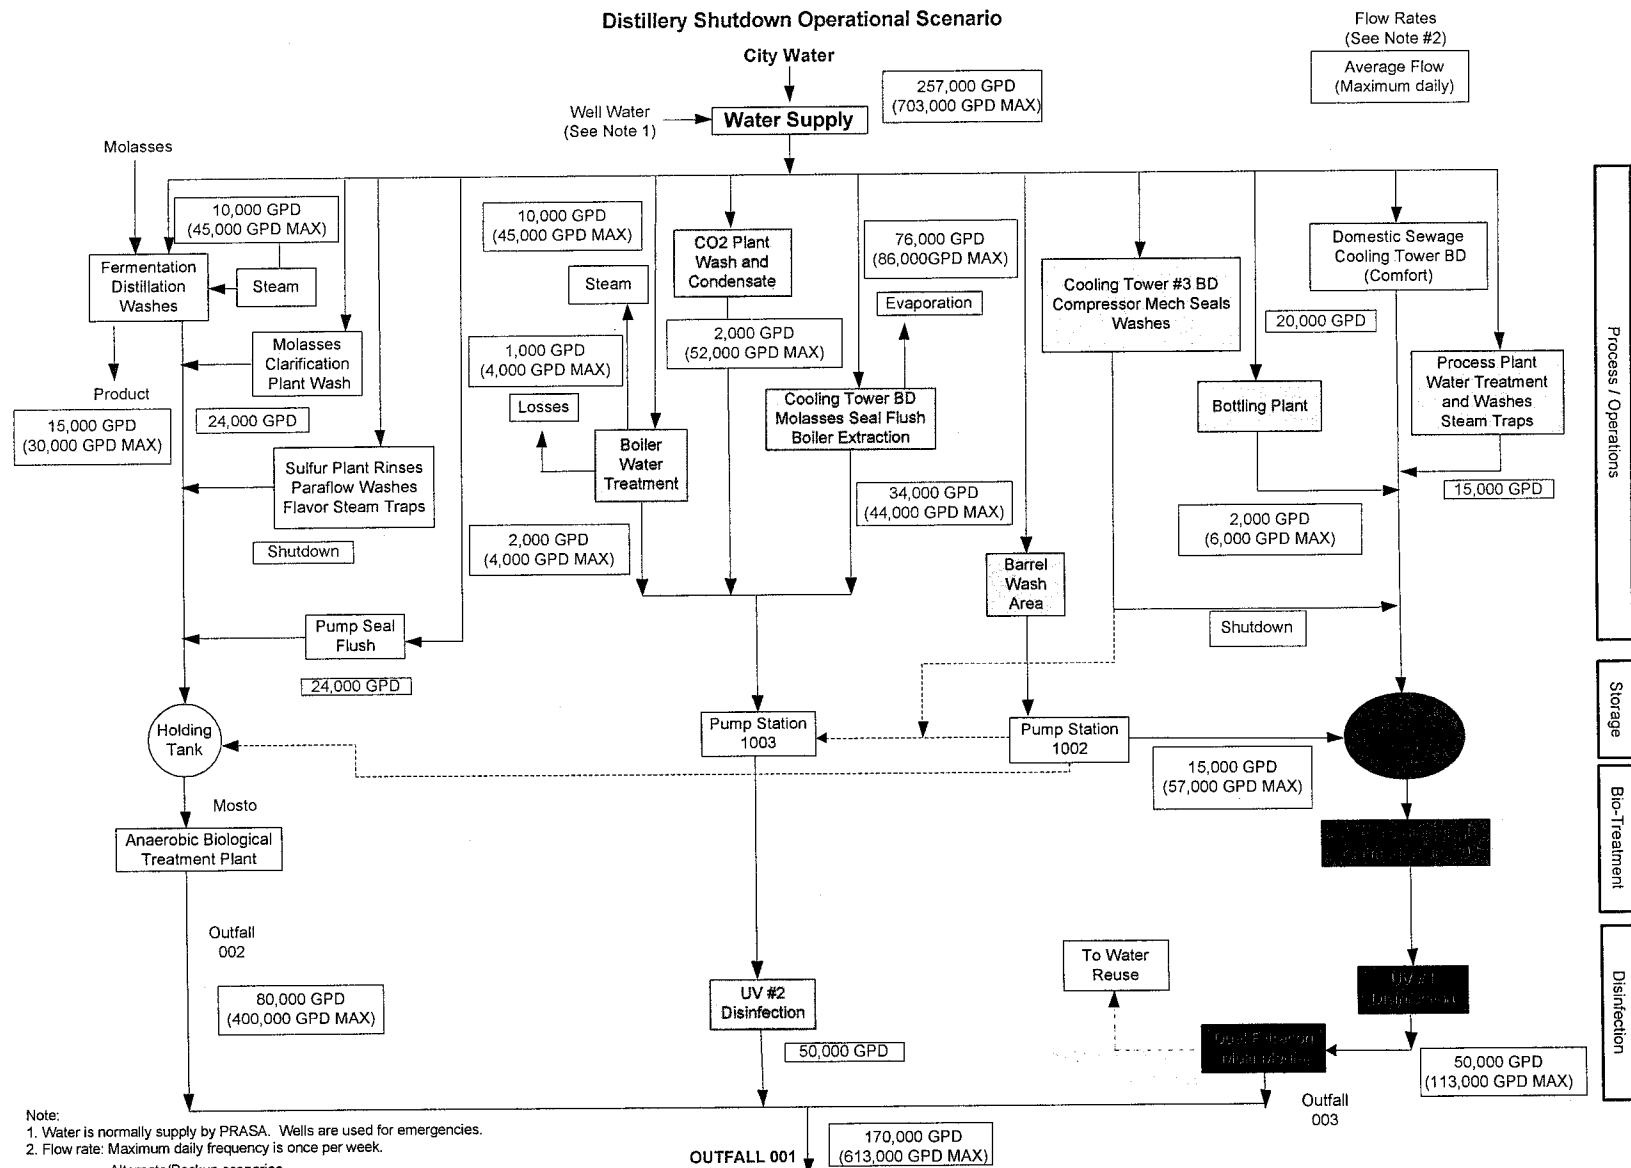 Distillery Shutdown Operational Scenario
Flow Rates
(See Note #2)
Average Flow
(Maximum daily)
City Water
257,000 GPD
(703,000 GPD MAX)
Well Water
(See Note 1)
Water Supply
Molasses
10,000 GPD
(45,000 GPD MAX)
Fermentation
Distillation
Washes
Steam
Molasses
Clarification
Plant Wash
Product
15,000 GPD
(30,000 GPD MAX)
24,000 GPD
Sulfur Plant Rinses
Paraflow Washes
Flavor Steam Traps
Shutdown
Pump Seal
Flush
24,000 GPD
10,000 GPD
(45,000 GPD MAX)
Steam
1,000 GPD
(4,000 GPD MAX)
Losses
Boiler
Water
Treatment
2,000 GPD
(4,000 GPD MAX)
CO2 Plant
Wash and
Condensate
2,000 GPD
(52,000 GPD MAX)
76,000 GPD
(86,000GPD MAX)
Evaporation
Cooling Tower BD
Molasses Seal Flush
Boiler Extraction
34,000 GPD
(44,000 GPD MAX)
Barrel
Wash
Area
Cooling Tower #3 BD
Compressor Mech Seals
Washes
Domestic Sewage
Cooling Tower BD
(Comfort)
20,000 GPD
Bottling Plant
Process Plant
Water Treatment
and Washes
Steam Traps
15,000 GPD
2,000 GPD
(6,000 GPD MAX)
Shutdown
Process / Operations
Storage
Bio-Treatment
Disinfection
Holding
Tank
Pump Station
1003
Pump Station
1002
15,000 GPD
(57,000 GPD MAX)
Mosto
Anaerobic Biological
Treatment Plant
Outfall
002
80,000 GPD
(400,000 GPD MAX)
UV #2
Disinfection
50,000 GPD
To Water
Reuse
UV #1
Disinfection
50,000 GPD
(113,000 GPD MAX)
Outfall
003
Note:
1. Water is normally supply by PRASA. Wells are used for emergencies.
2. Flow rate: Maximum daily frequency is once per week.
OUTFALL 001
170,000 GPD
(613,000 GPD MAX)